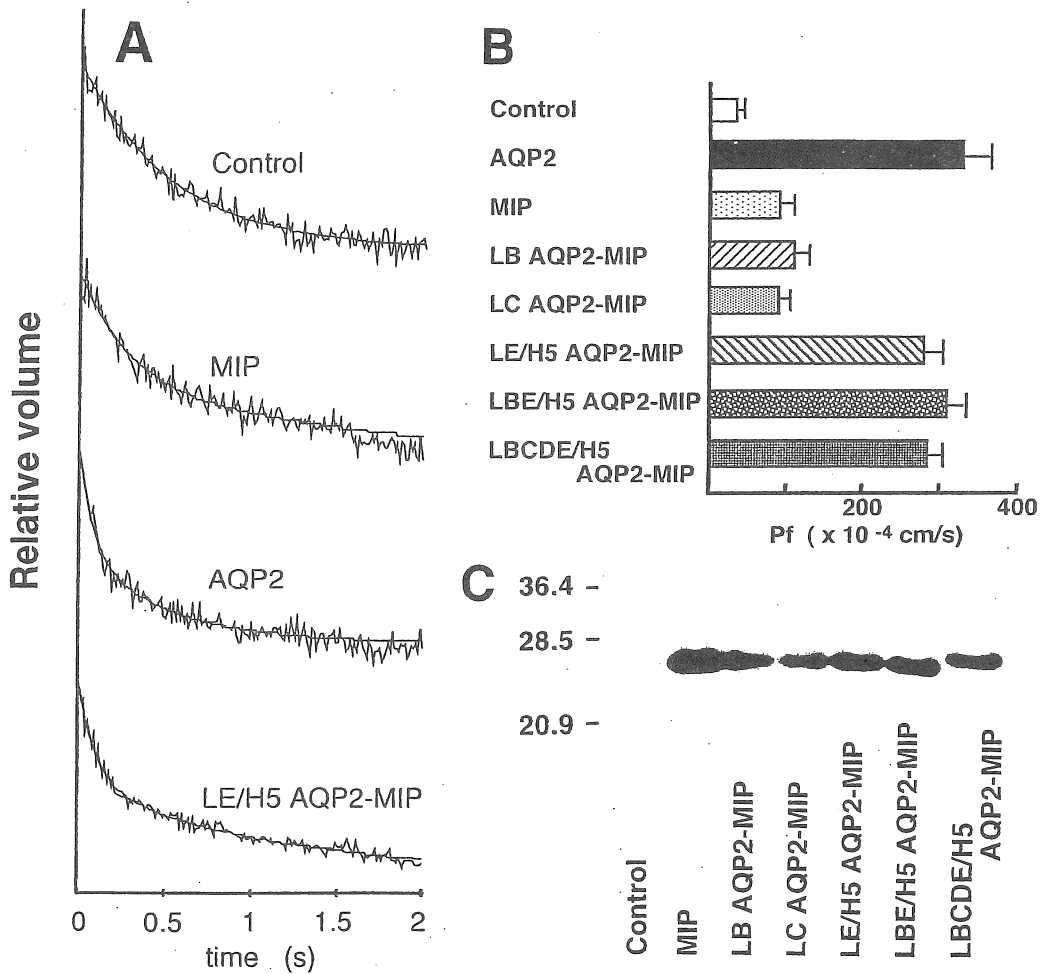 A
Control
MIP
AQP2
LE/H5 AQP2-MIP
Relative volume
0 0.5 1 1.5 2
time (s)
B
Control
AQP2
MIP
LB AQP2-MIP
LC AQP2-MIP
LE/H5 AQP2-MIP
LBE/H5 AQP2-MIP
LBCDE/H5
AQP2-MIP
200 400
Pf ( x 10 -4 cm/s)
C
36.4 –
28.5 –
20.9 –
Control
MIP
LB AQP2-MIP
LC AQP2-MIP
LE/H5 AQP2-MIP
LBE/H5 AQP2-MIP
LBCDE/H5
AQP2-MIP